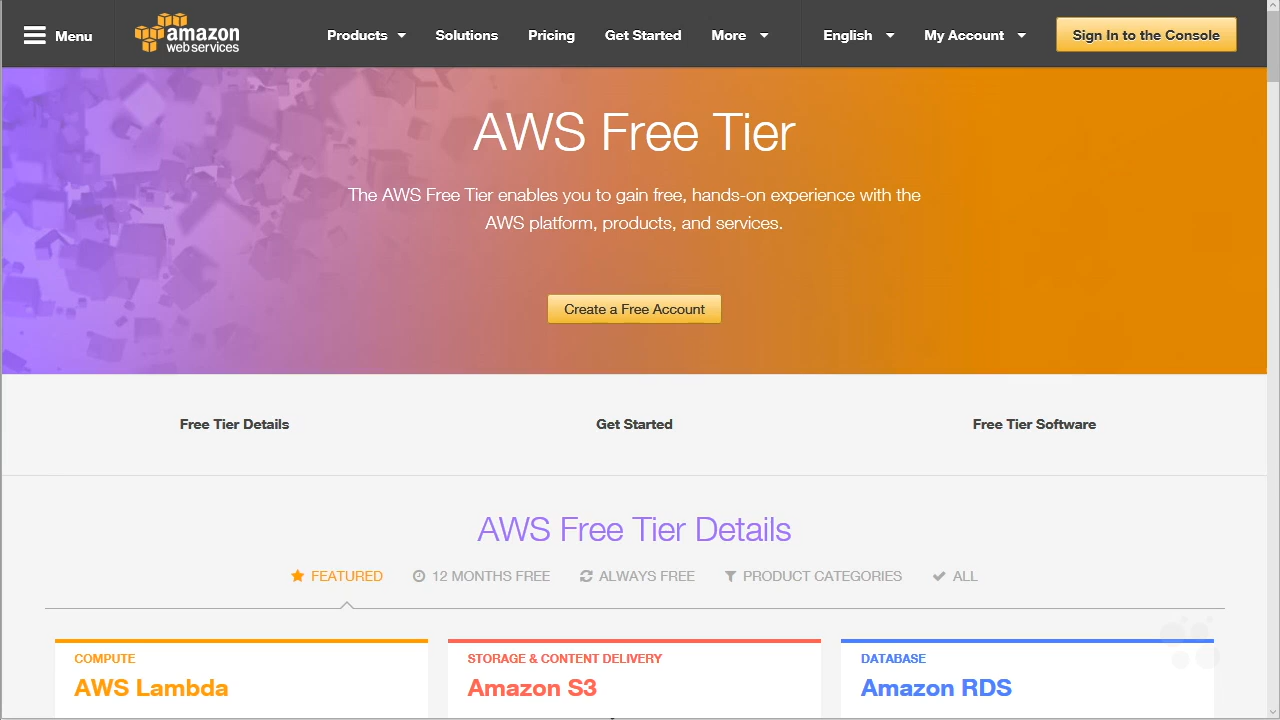 Menu
amazon
web services
Products
Solutions
Pricing
Get Started
More
English
My Account
Sign In to the Console
AWS Free Tier
The AWS Free Tier enables you to gain free, hands-on experience with the
AWS platform, products, and services.
Create a Free Account
Free Tier Details
Get Started
Free Tier Software
AWS Free Tier Details
FEATURED
12 MONTHS FREE
ALWAYS FREE
PRODUCT CATEGORIES
ALL
COMPUTE
AWS Lambda
STORAGE & CONTENT DELIVERY
Amazon S3
DATABASE
Amazon RDS